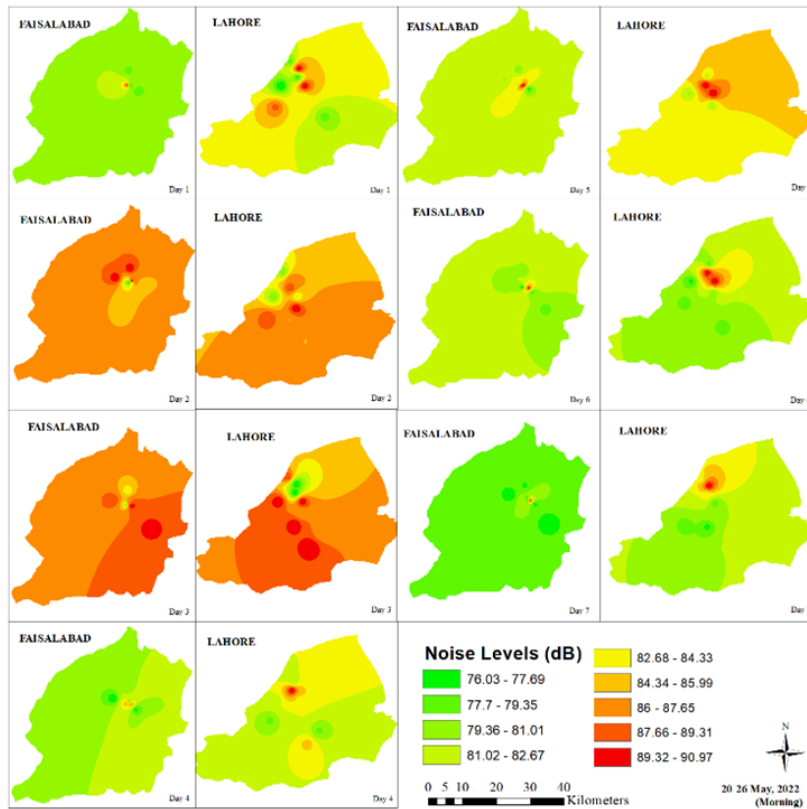 FAISALABAD
Day 1
LAHORE
Day 1
FAISALABAD
Day 5
LAHORE
Day
FAISALABAD
Day 2
LAHORE
Day 2
FAISALABAD
Day 6
LAHORE
Day
FAISALABAD
Day 3
LAHORE
Day 3
FAISALABAD
Day 7
LAHORE
Day
FAISALABAD
Day 4
LAHORE
Day 4
Noise Levels (dB)
76.03 - 77.69
77.7 - 79.35
79.36 - 81.01
81.02 - 82.67
82.68 - 84.33
84.34 - 85.99
86 - 87.65
87.66 - 89.31
89.32 - 90.97
0 5 10 20 30 40
Kilometers
N
20 26 May, 2022
(Morning)